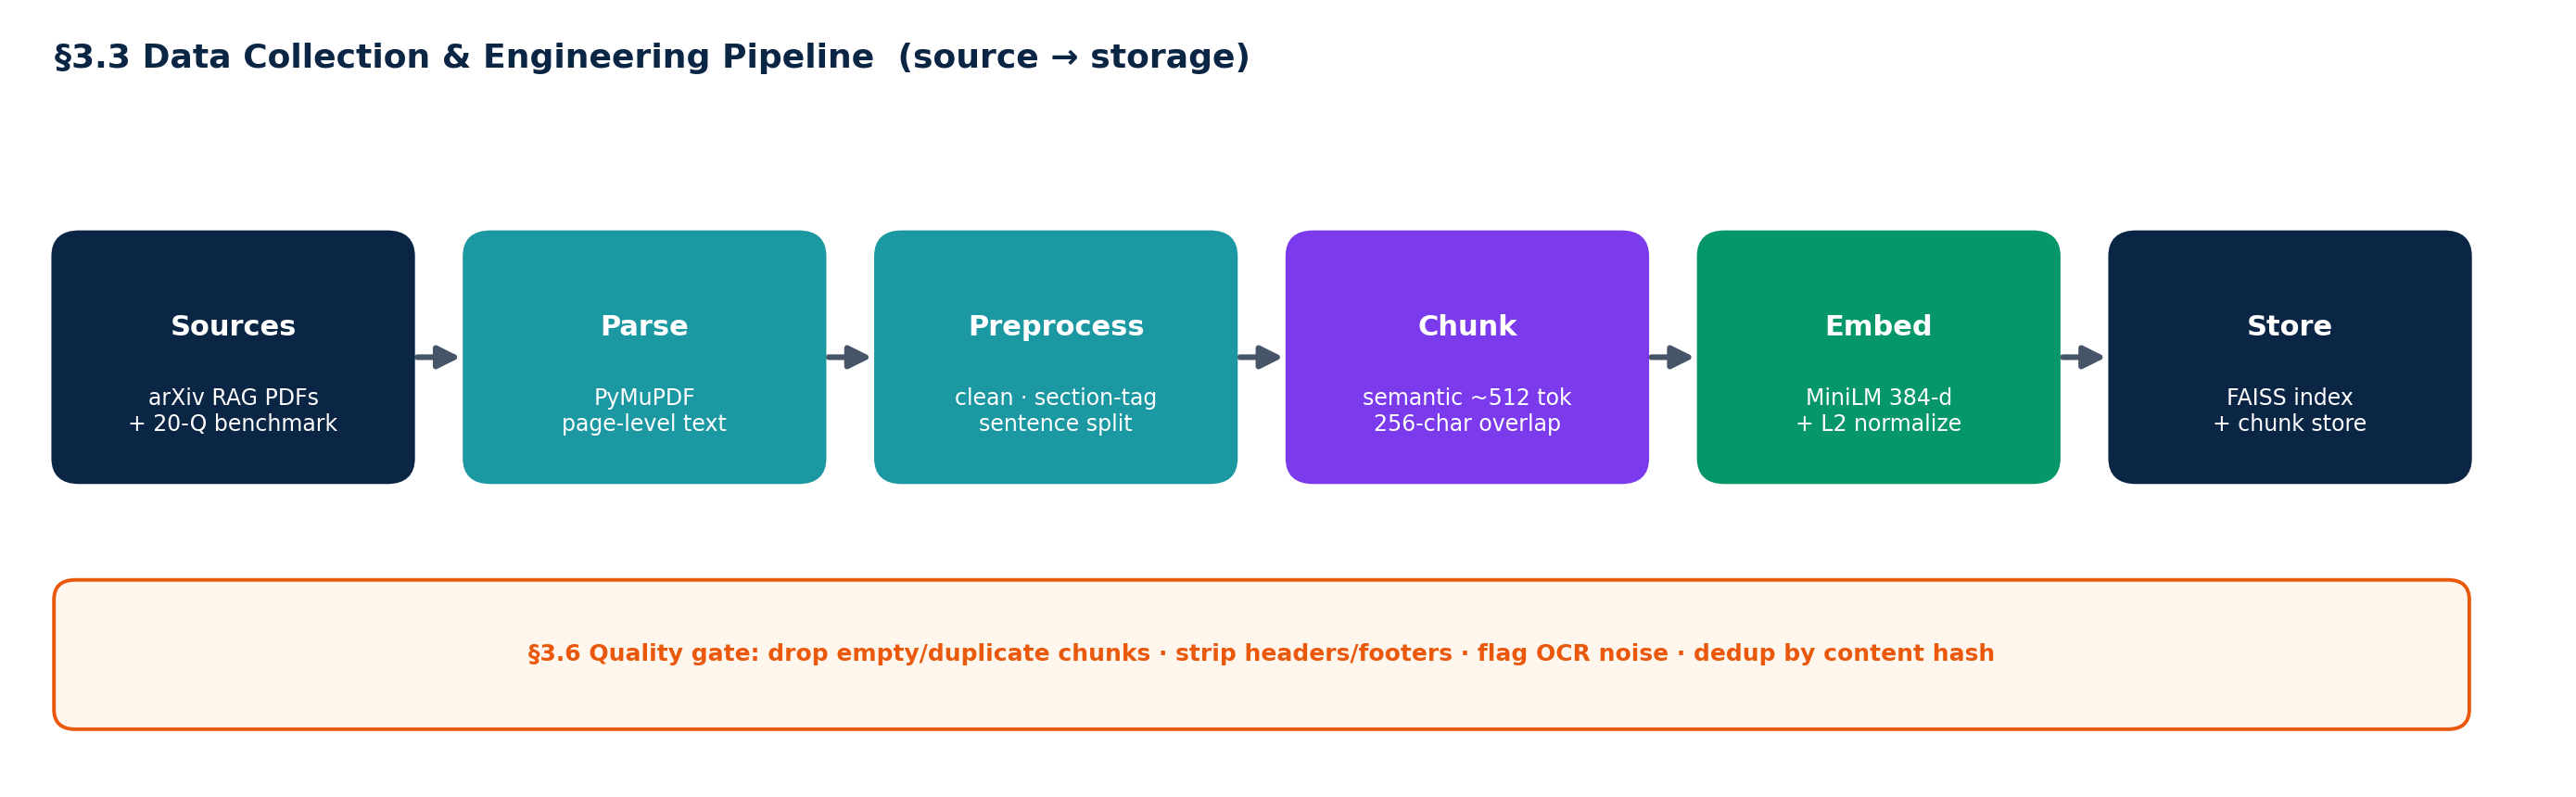 §3.3 Data Collection & Engineering Pipeline (source → storage)
Sources
arXiv RAG PDFs
+ 20-Q benchmark
Parse
PyMuPDF
page-level text
Preprocess
clean · section-tag
sentence split
Chunk
semantic ~512 tok
256-char overlap
Embed
MiniLM 384-d
+ L2 normalize
Store
FAISS index
+ chunk store
§3.6 Quality gate: drop empty/duplicate chunks · strip headers/footers · flag OCR noise · dedup by content hash